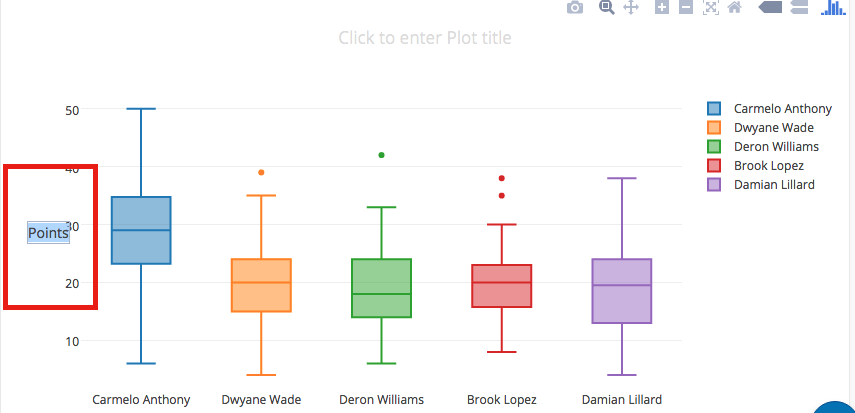 Click to enter Plot title
50
40
30
20
10
Points
Carmelo Anthony
Dwyane Wade
Deron Williams
Brook Lopez
Damian Lillard
Carmelo Anthony
Dwyane Wade
Deron Williams
Brook Lopez
Damian Lillard